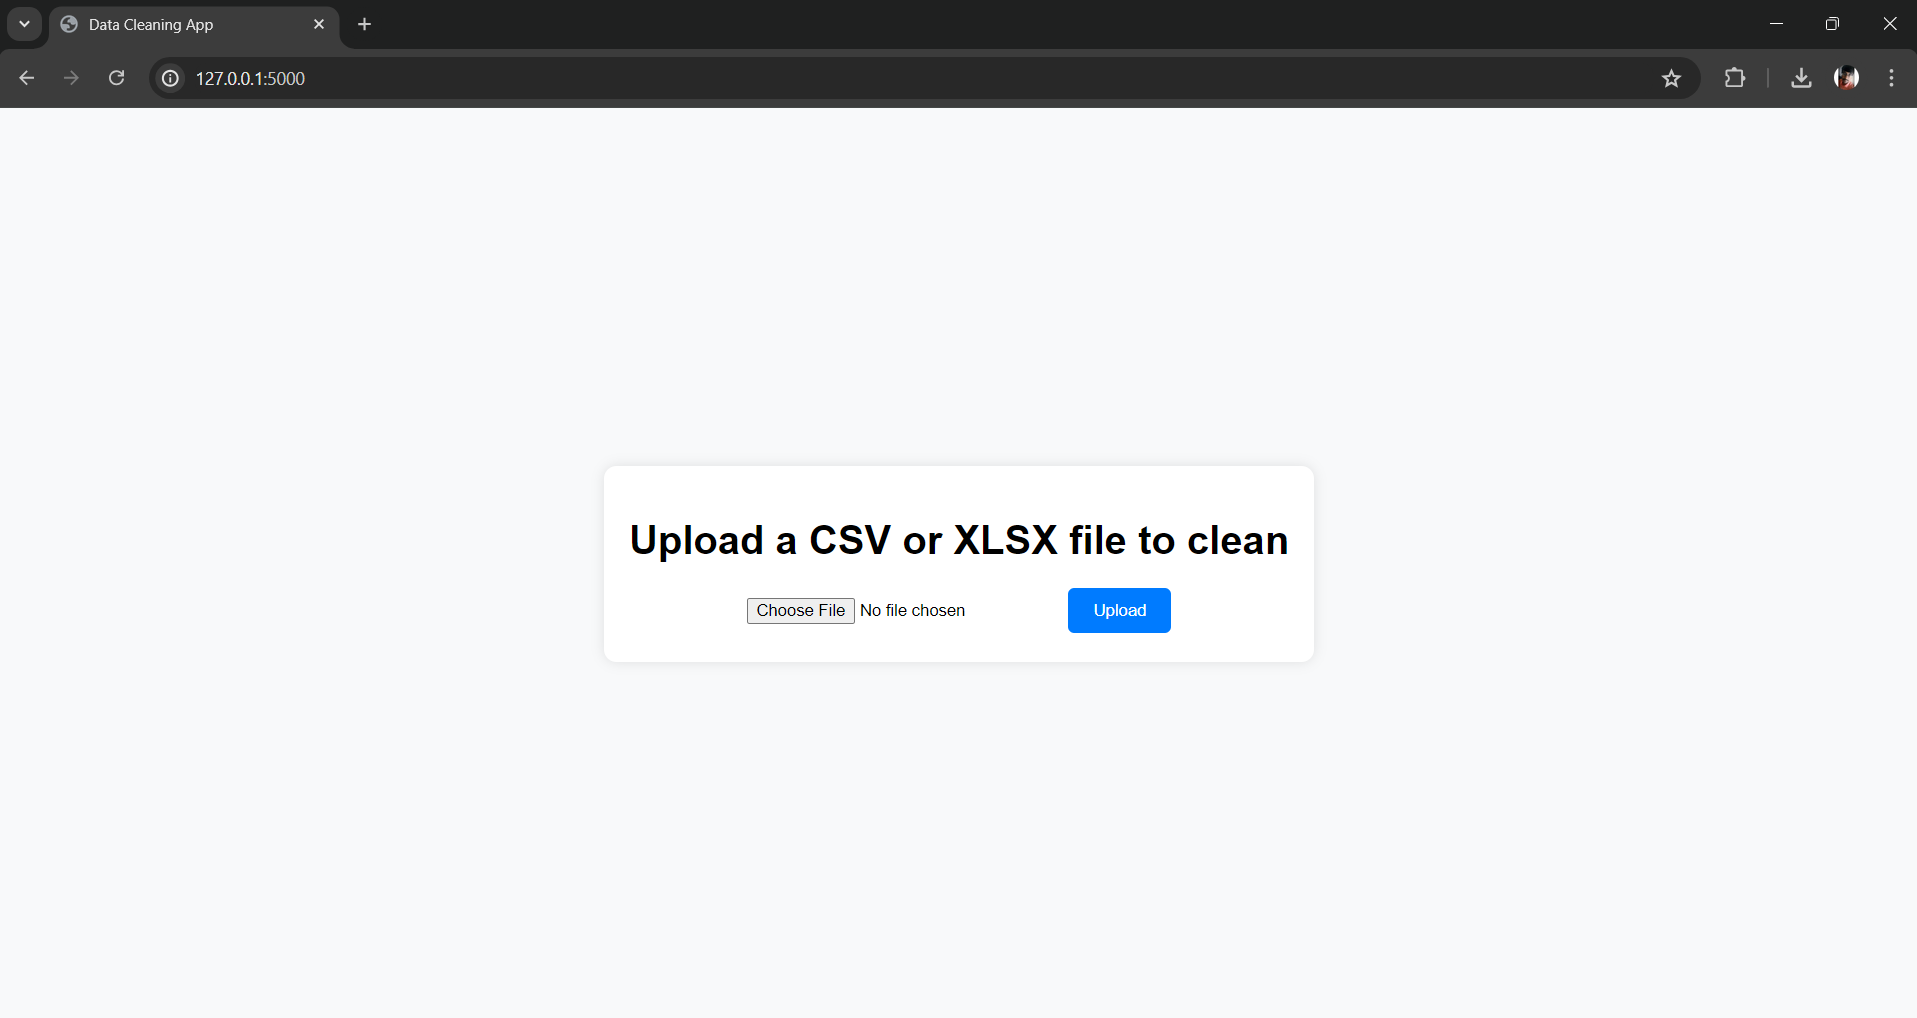 Data Cleaning App
127.0.0.1:5000
Upload a CSV or XLSX file to clean
Choose File No file chosen
Upload